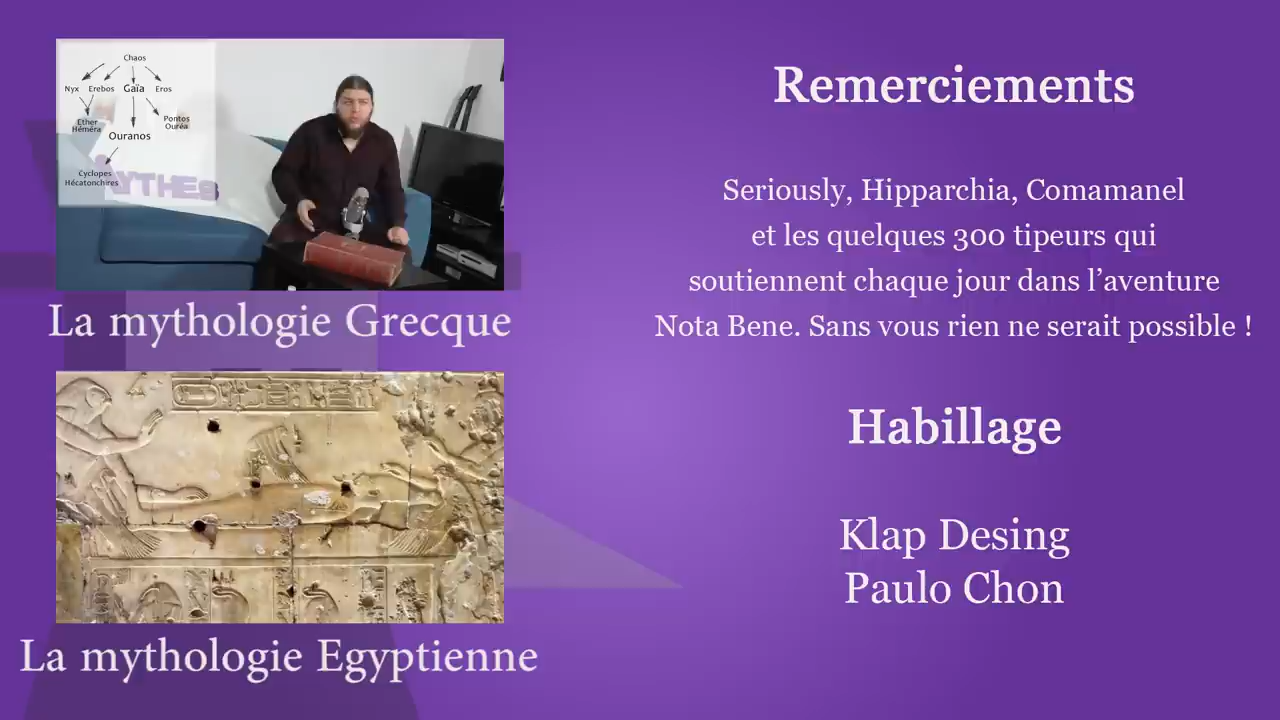 Chaos
Nyx Erebos Gaïa Eros
Ether
Héméra
Pontos
Ouréa
Ouranos
Cyclopes
Hécatonchires
YTHES
La mythologie Grecque
La mythologie Egyptienne
Remerciements
Seriously, Hipparchia, Comamanel
et les quelques 300 tipeurs qui
soutiennent chaque jour dans l’aventure
Nota Bene. Sans vous rien ne serait possible !
Habillage
Klap Desing
Paulo Chon